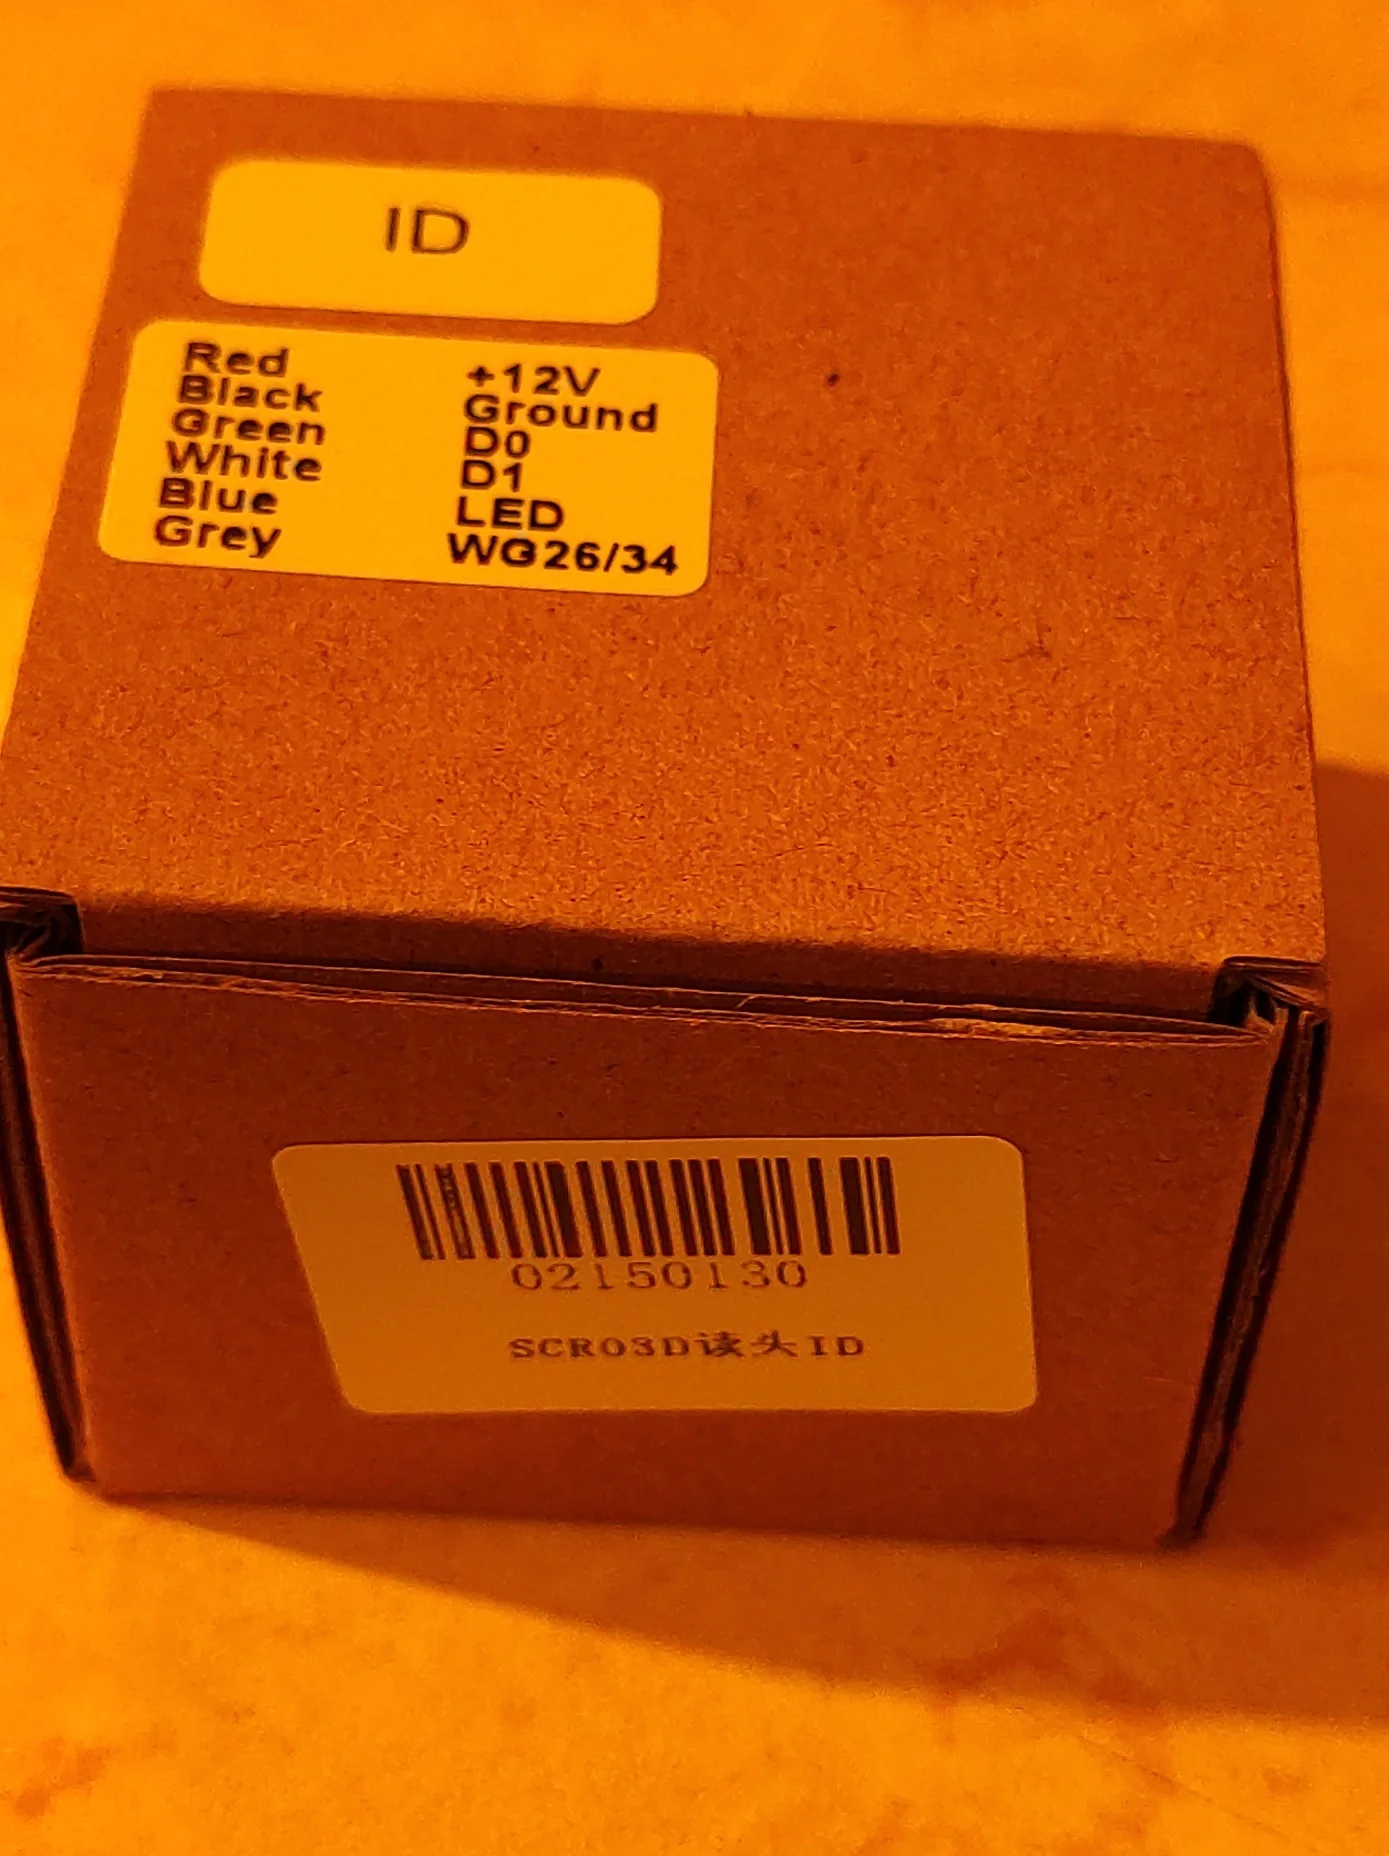 ID
Red +12V
Black Ground
Green D0
White D1
Blue LED
Grey WG26/34
02150130
SCR03D读头ID